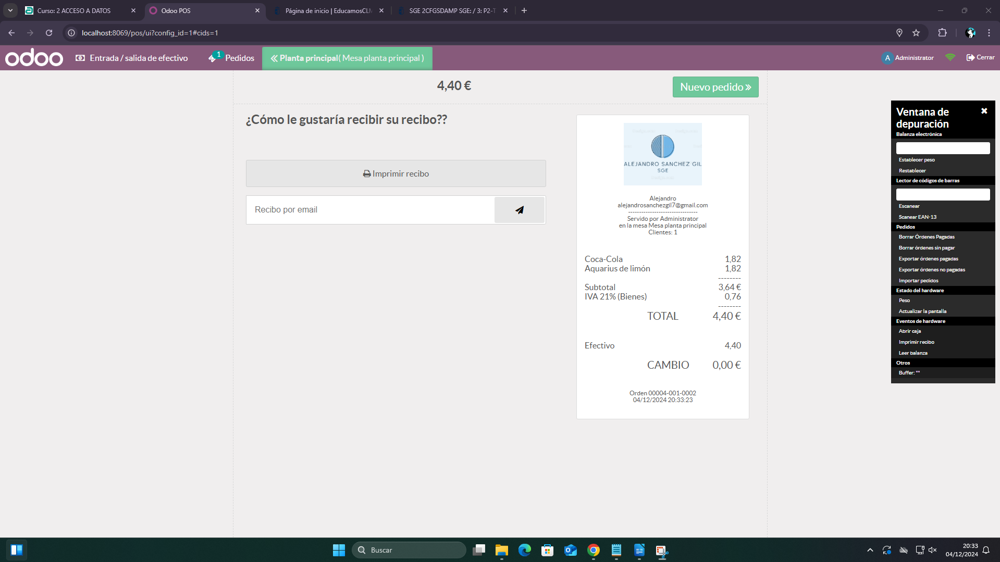 Curso: 2 ACCESO A DATOS
Odoo POS
Página de inicio | EducamosCLM
SGE 2CFGSDAMP SGE: / 3: P2-T
localhost:8069/pos/ui?config_id=1#cids=1
odoo
Entrada / salida de efectivo
1
Pedidos
Planta principal( Mesa planta principal )
A
Administrator
Cerrar
4,40 €
Nuevo pedido
¿Cómo le gustaría recibir su recibo??
Imprimir recibo
Recibo por email
ALEJANDRO SANCHEZ GIL
SGE
Alejandro
alejandrosanchezgil7@gmail.com
--------------------------------
Servido por Administrator
en la mesa Mesa planta principal
Clientes: 1
Coca-Cola 1,82
Aquarius de limón 1,82
--------
Subtotal 3,64 €
IVA 21% (Bienes) 0,76
--------
TOTAL 4,40 €
Efectivo 4,40
CAMBIO 0,00 €
Orden 00004-001-0002
04/12/2024 20:33:23
Ventana de
depuración
Balanza electrónica
Establecer peso
Restablecer
Lector de códigos de barras
Escanear
Scanear EAN-13
Pedidos
Borrar Órdenes Pagadas
Borrar órdenes sin pagar
Exportar órdenes pagadas
Exportar órdenes no pagadas
Importar pedidos
Estado del hardware
Peso
Actualizar la pantalla
Eventos de hardware
Abrir caja
Imprimir recibo
Leer balanza
Otros
Buffer: ""
Buscar
20:33
04/12/2024